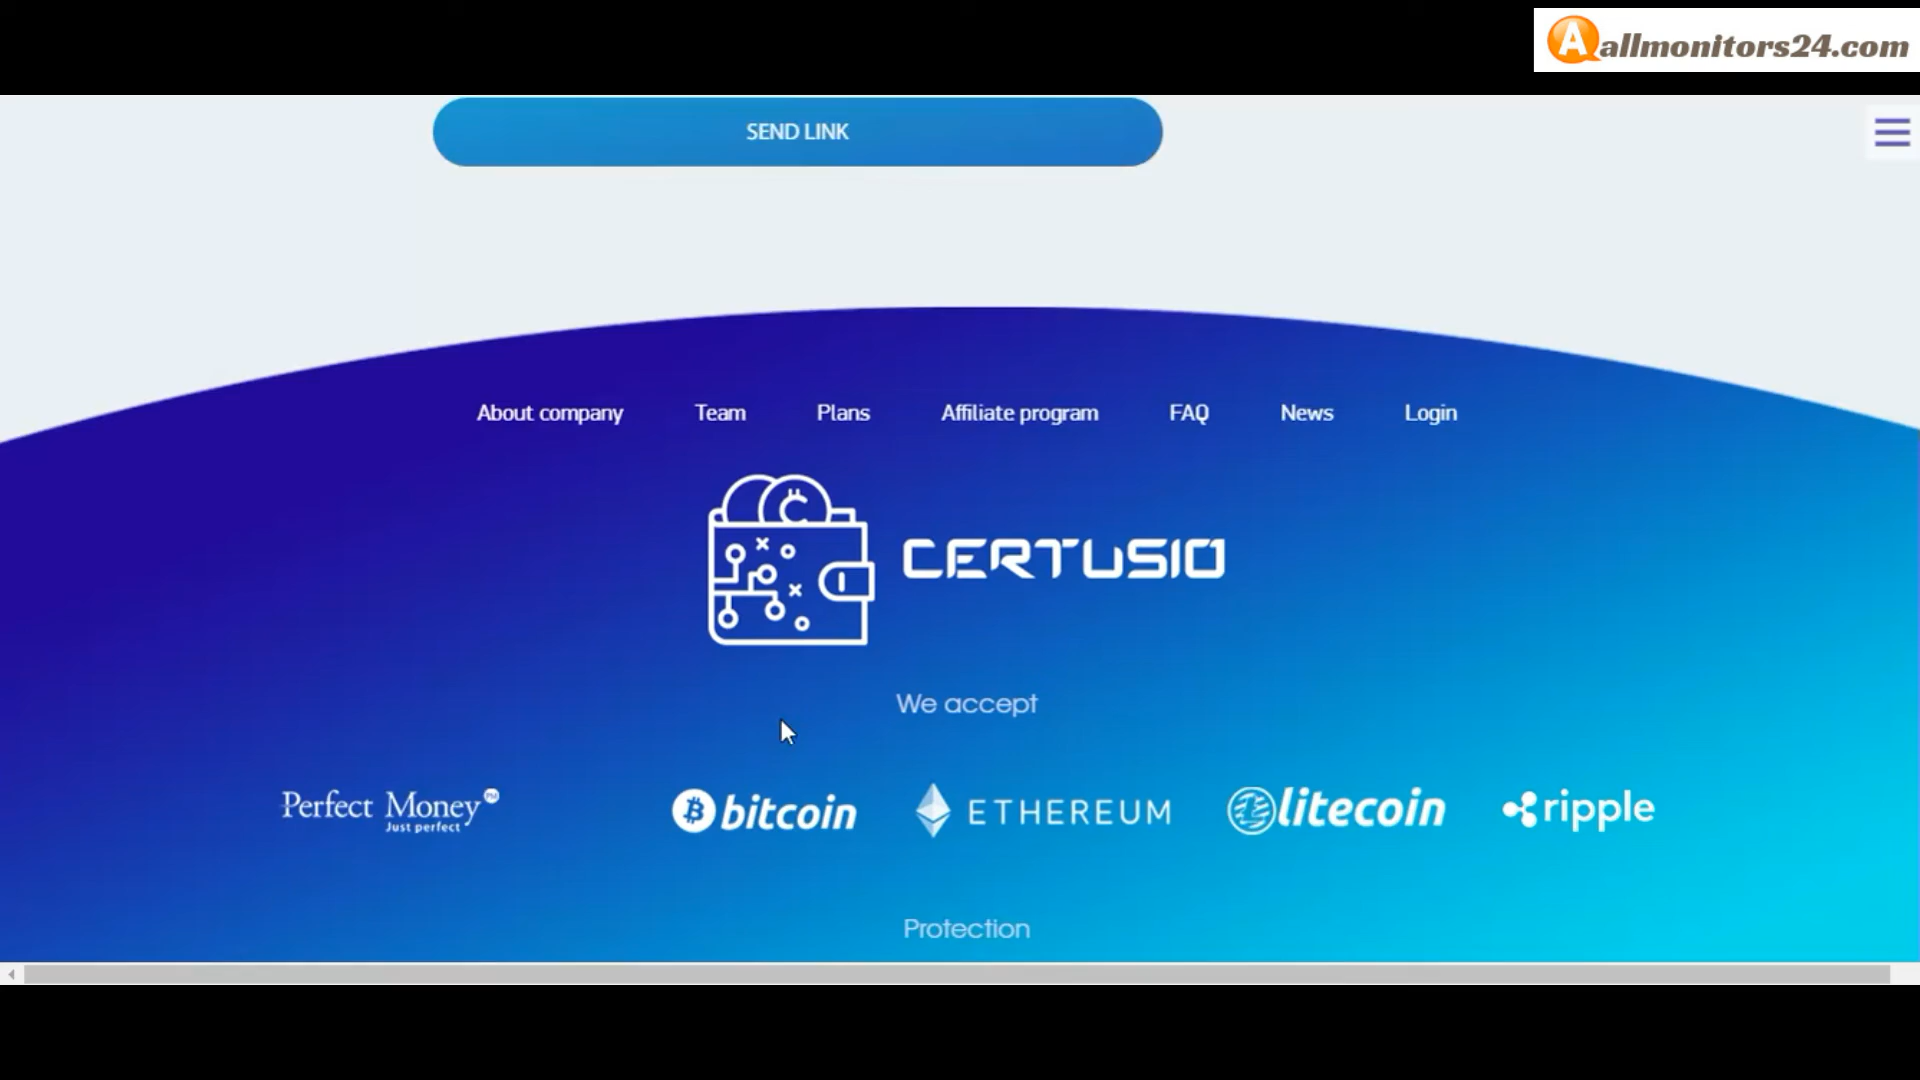 allmonitors24.com
SEND LINK
About company Team Plans Affiliate program FAQ News Login
CERTUSIO
We accept
Perfect Money PM
Just perfect
bitcoin
ETHEREUM
litecoin
ripple
Protection